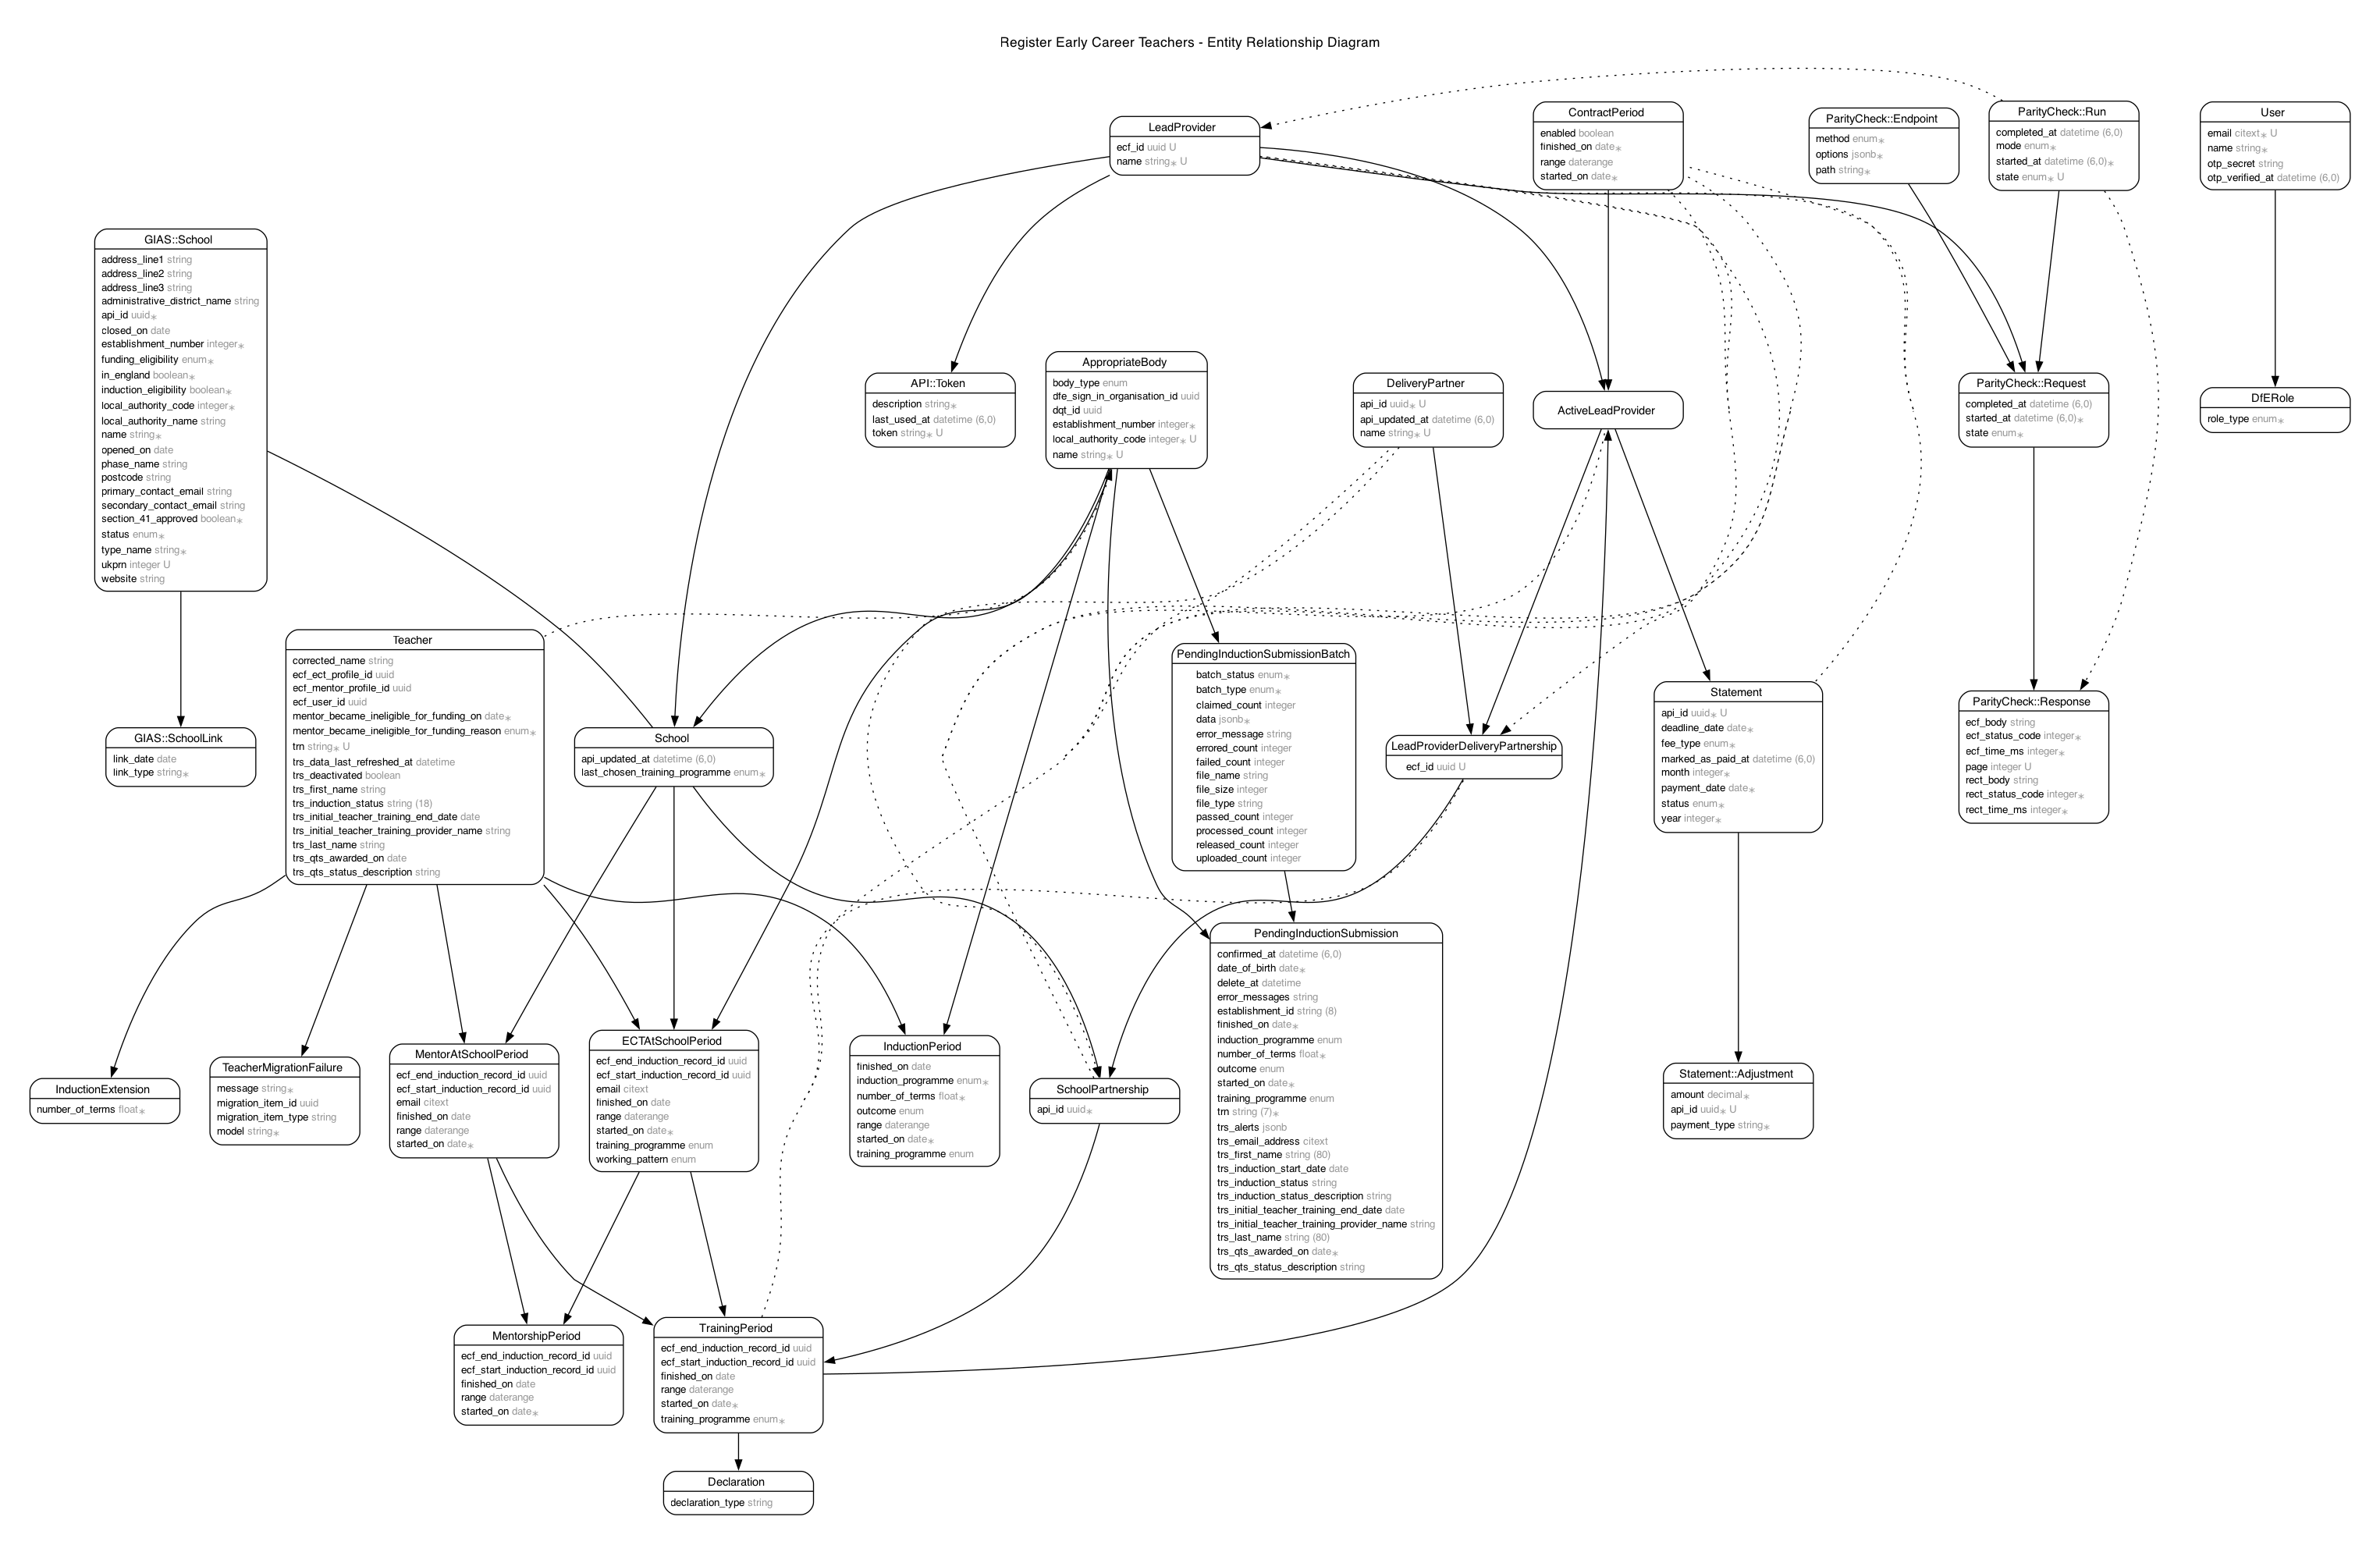 Register Early Career Teachers - Entity Relationship Diagram
LeadProvider
ecf_id uuid U
name string* U
ContractPeriod
enabled boolean
finished_on date*
range daterange
started_on date*
ParityCheck::Endpoint
method enum*
options jsonb*
path string*
ParityCheck::Run
completed_at datetime (6,0)
mode enum*
started_at datetime (6,0)*
state enum* U
User
email citext* U
name string*
otp_secret string
otp_verified_at datetime (6,0)
GIAS::School
address_line1 string
address_line2 string
address_line3 string
administrative_district_name string
api_id uuid*
closed_on date
establishment_number integer*
funding_eligibility enum*
in_england boolean*
induction_eligibility boolean*
local_authority_code integer*
local_authority_name string
name string*
opened_on date
phase_name string
postcode string
primary_contact_email string
secondary_contact_email string
section_41_approved boolean*
status enum*
type_name string*
ukprn integer U
website string
API::Token
description string*
last_used_at datetime (6,0)
token string* U
AppropriateBody
body_type enum
dfe_sign_in_organisation_id uuid
dqt_id uuid
establishment_number integer*
local_authority_code integer* U
name string* U
DeliveryPartner
api_id uuid* U
api_updated_at datetime (6,0)
name string* U
ActiveLeadProvider
ParityCheck::Request
completed_at datetime (6,0)
started_at datetime (6,0)*
state enum*
DfERole
role_type enum*
Teacher
corrected_name string
ecf_ect_profile_id uuid
ecf_mentor_profile_id uuid
ecf_user_id uuid
mentor_became_ineligible_for_funding_on date*
mentor_became_ineligible_for_funding_reason enum*
trn string* U
trs_data_last_refreshed_at datetime
trs_deactivated boolean
trs_first_name string
trs_induction_status string (18)
trs_initial_teacher_training_end_date date
trs_initial_teacher_training_provider_name string
trs_last_name string
trs_qts_awarded_on date
trs_qts_status_description string
PendingInductionSubmissionBatch
batch_status enum*
batch_type enum*
claimed_count integer
data jsonb*
error_message string
errored_count integer
failed_count integer
file_name string
file_size integer
file_type string
passed_count integer
processed_count integer
released_count integer
uploaded_count integer
Statement
api_id uuid* U
deadline_date date*
fee_type enum*
marked_as_paid_at datetime (6,0)
month integer*
payment_date date*
status enum*
year integer*
ParityCheck::Response
ecf_body string
ecf_status_code integer*
ecf_time_ms integer*
page integer U
rect_body string
rect_status_code integer*
rect_time_ms integer*
GIAS::SchoolLink
link_date date
link_type string*
School
api_updated_at datetime (6,0)
last_chosen_training_programme enum*
LeadProviderDeliveryPartnership
ecf_id uuid U
PendingInductionSubmission
confirmed_at datetime (6,0)
date_of_birth date*
delete_at datetime
error_messages string
establishment_id string (8)
finished_on date*
induction_programme enum
number_of_terms float*
outcome enum
started_on date*
training_programme enum
trn string (7)*
trs_alerts jsonb
trs_email_address citext
trs_first_name string (80)
trs_induction_start_date date
trs_induction_status string
trs_induction_status_description string
trs_initial_teacher_training_end_date date
trs_initial_teacher_training_provider_name string
trs_last_name string (80)
trs_qts_awarded_on date*
trs_qts_status_description string
InductionExtension
number_of_terms float*
TeacherMigrationFailure
message string*
migration_item_id uuid
migration_item_type string
model string*
MentorAtSchoolPeriod
ecf_end_induction_record_id uuid
ecf_start_induction_record_id uuid
email citext
finished_on date
range daterange
started_on date*
ECTAtSchoolPeriod
ecf_end_induction_record_id uuid
ecf_start_induction_record_id uuid
email citext
finished_on date
range daterange
started_on date*
training_programme enum
working_pattern enum
InductionPeriod
finished_on date
induction_programme enum*
number_of_terms float*
outcome enum
range daterange
started_on date*
training_programme enum
SchoolPartnership
api_id uuid*
Statement::Adjustment
amount decimal*
api_id uuid* U
payment_type string*
MentorshipPeriod
ecf_end_induction_record_id uuid
ecf_start_induction_record_id uuid
finished_on date
range daterange
started_on date*
TrainingPeriod
ecf_end_induction_record_id uuid
ecf_start_induction_record_id uuid
finished_on date
range daterange
started_on date*
training_programme enum*
Declaration
declaration_type string